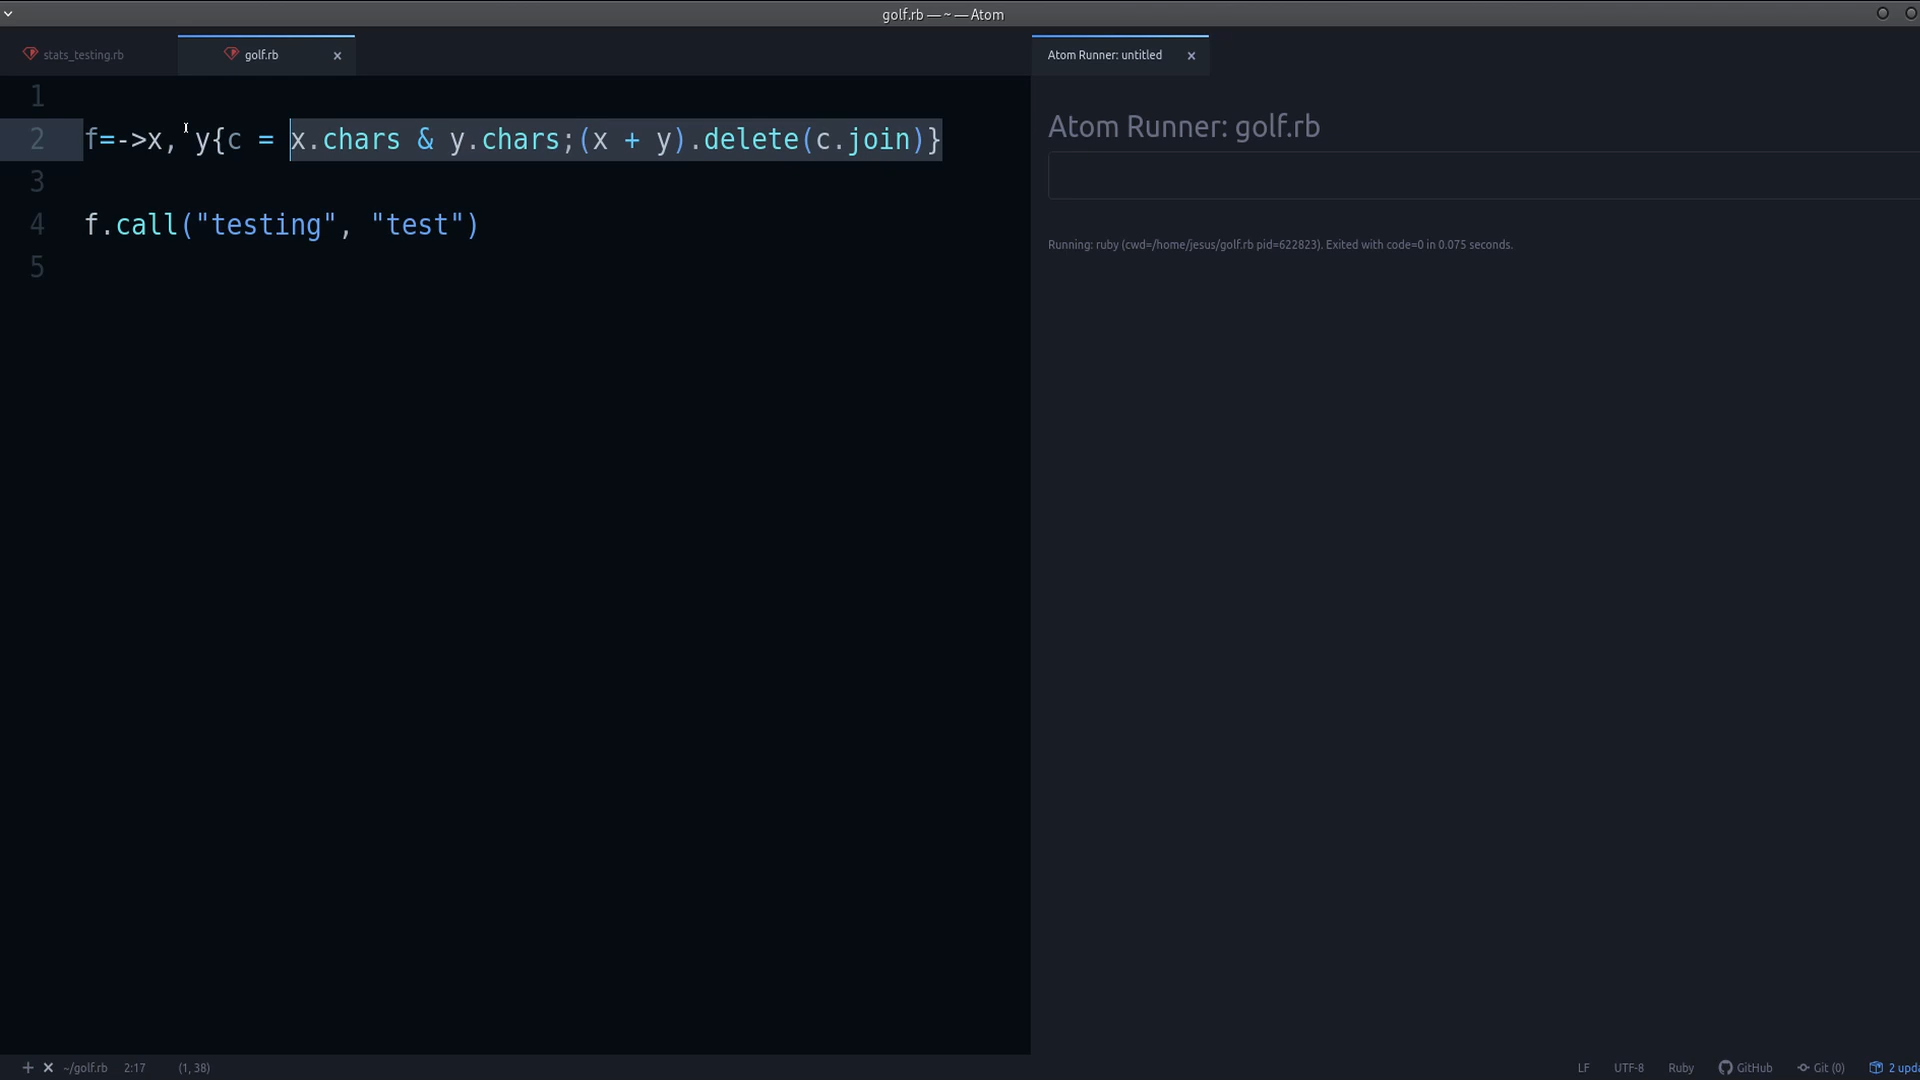 golf.rb — ~ — Atom
stats_testing.rb
golf.rb ×
Atom Runner: untitled ×
1
2 f=->x, y{c = x.chars & y.chars;(x + y).delete(c.join)}
3
4 f.call("testing", "test")
5
Atom Runner: golf.rb
Running: ruby (cwd=/home/jesus/golf.rb pid=622823). Exited with code=0 in 0.075 seconds.
+ × ~/golf.rb 2:17 (1, 38)
LF UTF-8 Ruby GitHub Git (0) 2 upda